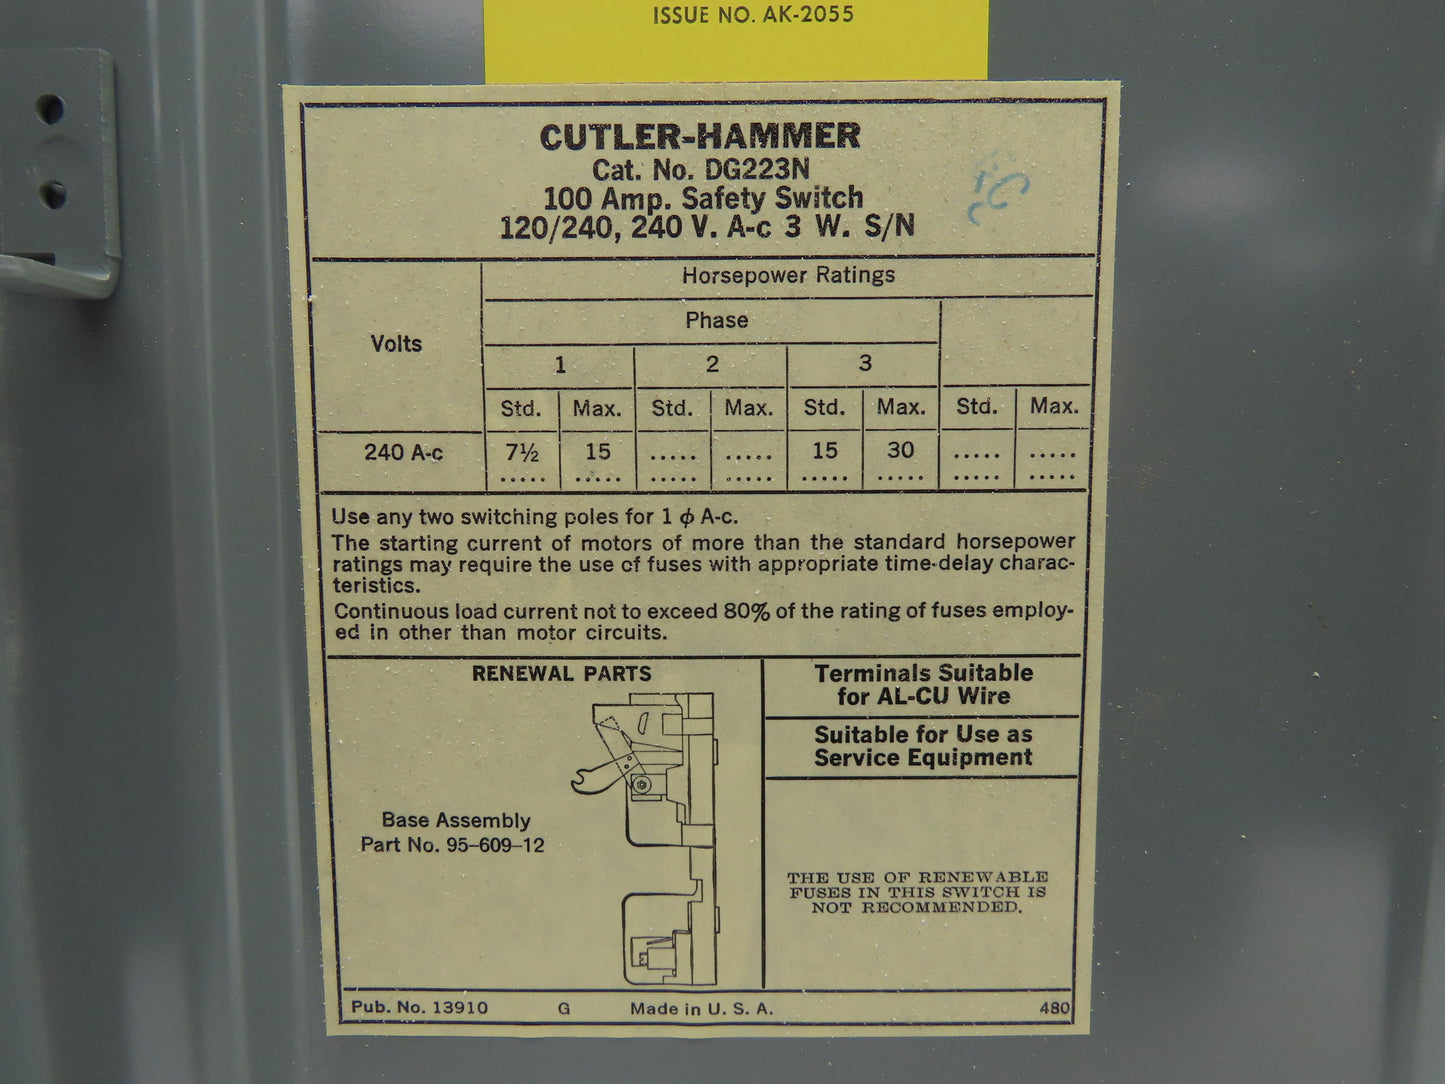 ISSUE NO. AK-2055
CUTLER-HAMMER
Cat. No. DG223N
100 Amp. Safety Switch
120/240, 240 V. A-c 3 W. S/N
Horsepower Ratings
Volts
Phase
1 2 3
Std. Max. Std. Max. Std. Max. Std. Max.
240 A-c 7½ 15 ..... ..... 15 30 ..... .....
..... ..... ..... ..... ..... ..... ..... .....
Use any two switching poles for 1 ϕ A-c.
The starting current of motors of more than the standard horsepower
ratings may require the use of fuses with appropriate time-delay charac-
teristics.
Continuous load current not to exceed 80% of the rating of fuses employ-
ed in other than motor circuits.
RENEWAL PARTS
Base Assembly
Part No. 95-609-12
Terminals Suitable
for AL-CU Wire
Suitable for Use as
Service Equipment
THE USE OF RENEWABLE
FUSES IN THIS SWITCH IS
NOT RECOMMENDED.
Pub. No. 13910 G Made in U. S. A. 480